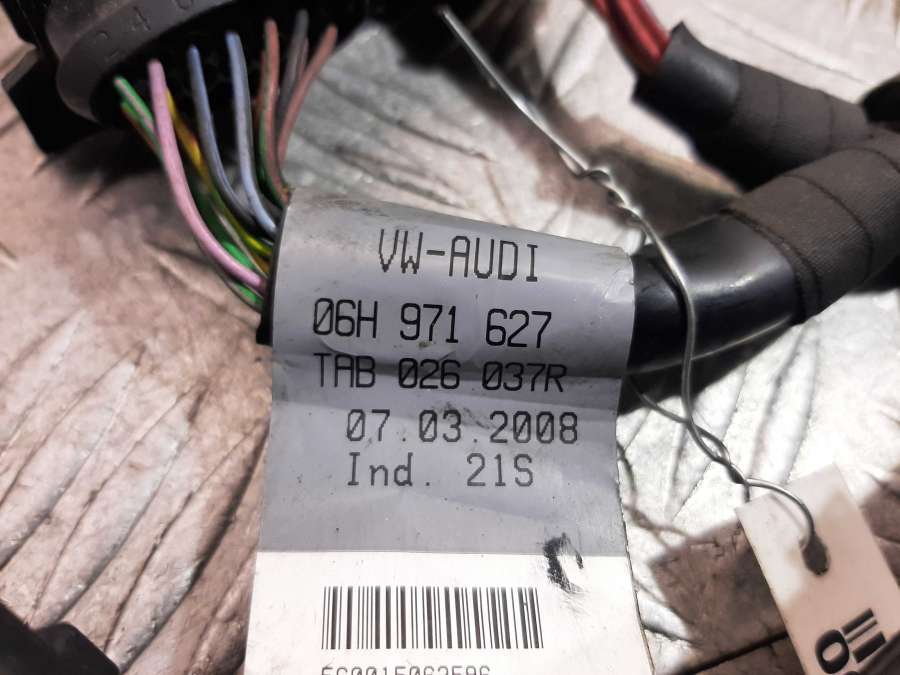 VW-AUDI
06H 971 627
TAB 026 037R
07.03.2008
Ind. 21S